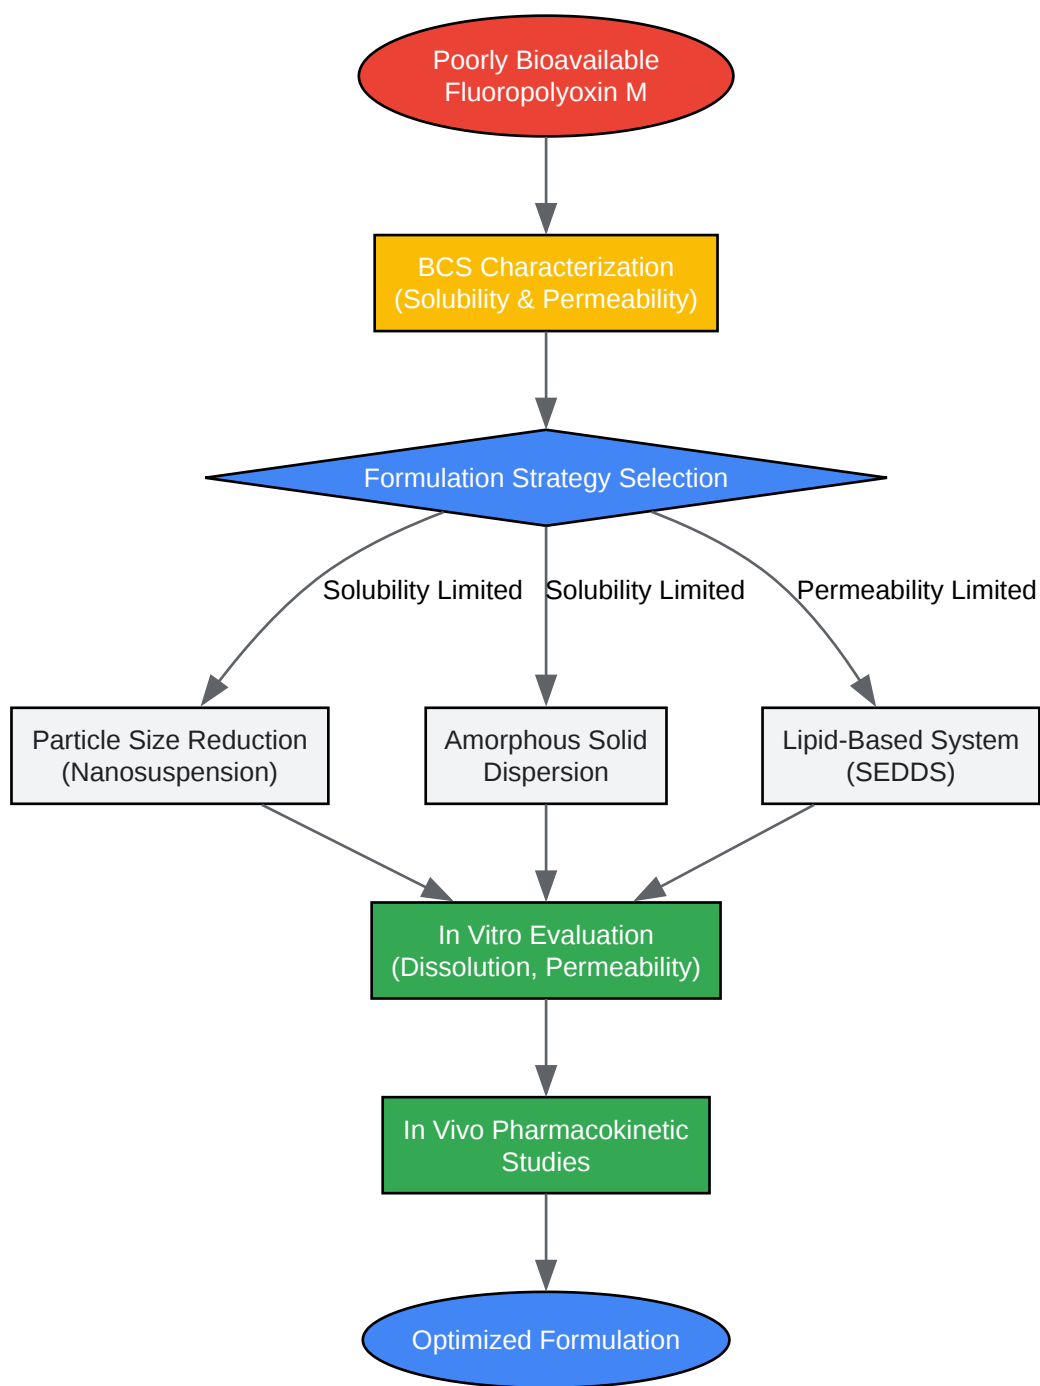 Poorly Bioavailable
Fluoropolyoxin M
BCS Characterization
(Solubility & Permeability)
Formulation Strategy Selection
Solubility Limited
Solubility Limited
Permeability Limited
Particle Size Reduction
(Nanosuspension)
Amorphous Solid
Dispersion
Lipid-Based System
(SEDDS)
In Vitro Evaluation
(Dissolution, Permeability)
In Vivo Pharmacokinetic
Studies
Optimized Formulation